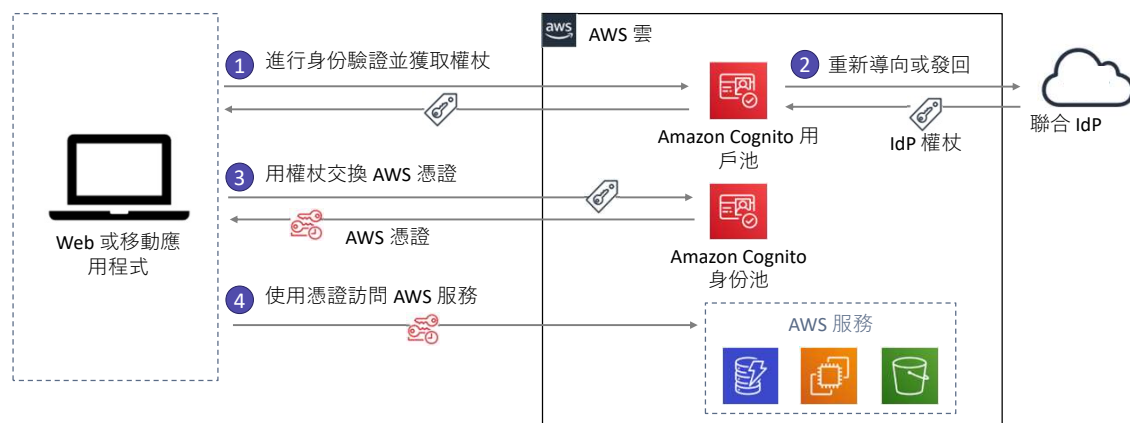 aws
AWS 雲
1
進行身份驗證並獲取權杖
2
重新導向或發回
IdP 權杖
聯合 IdP
Amazon Cognito 用
戶池
3
用權杖交換 AWS 憑證
AWS 憑證
Web 或移動應
用程式
Amazon Cognito
身份池
4
使用憑證訪問 AWS 服務
AWS 服務